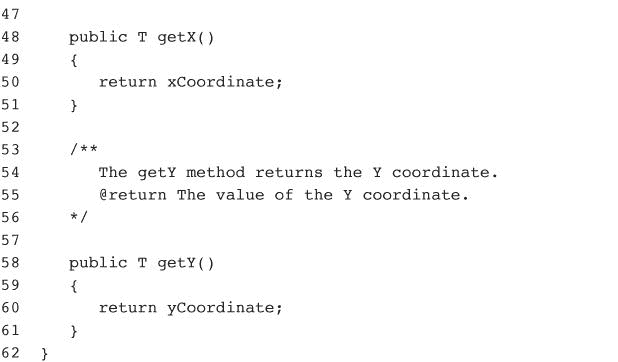 47
48     public T getX()
49     {
50        return xCoordinate;
51     }
52
53     /**
54        The getY method returns the Y coordinate.
55        @return The value of the Y coordinate.
56     */
57
58     public T getY()
59     {
60        return yCoordinate;
61     }
62  }